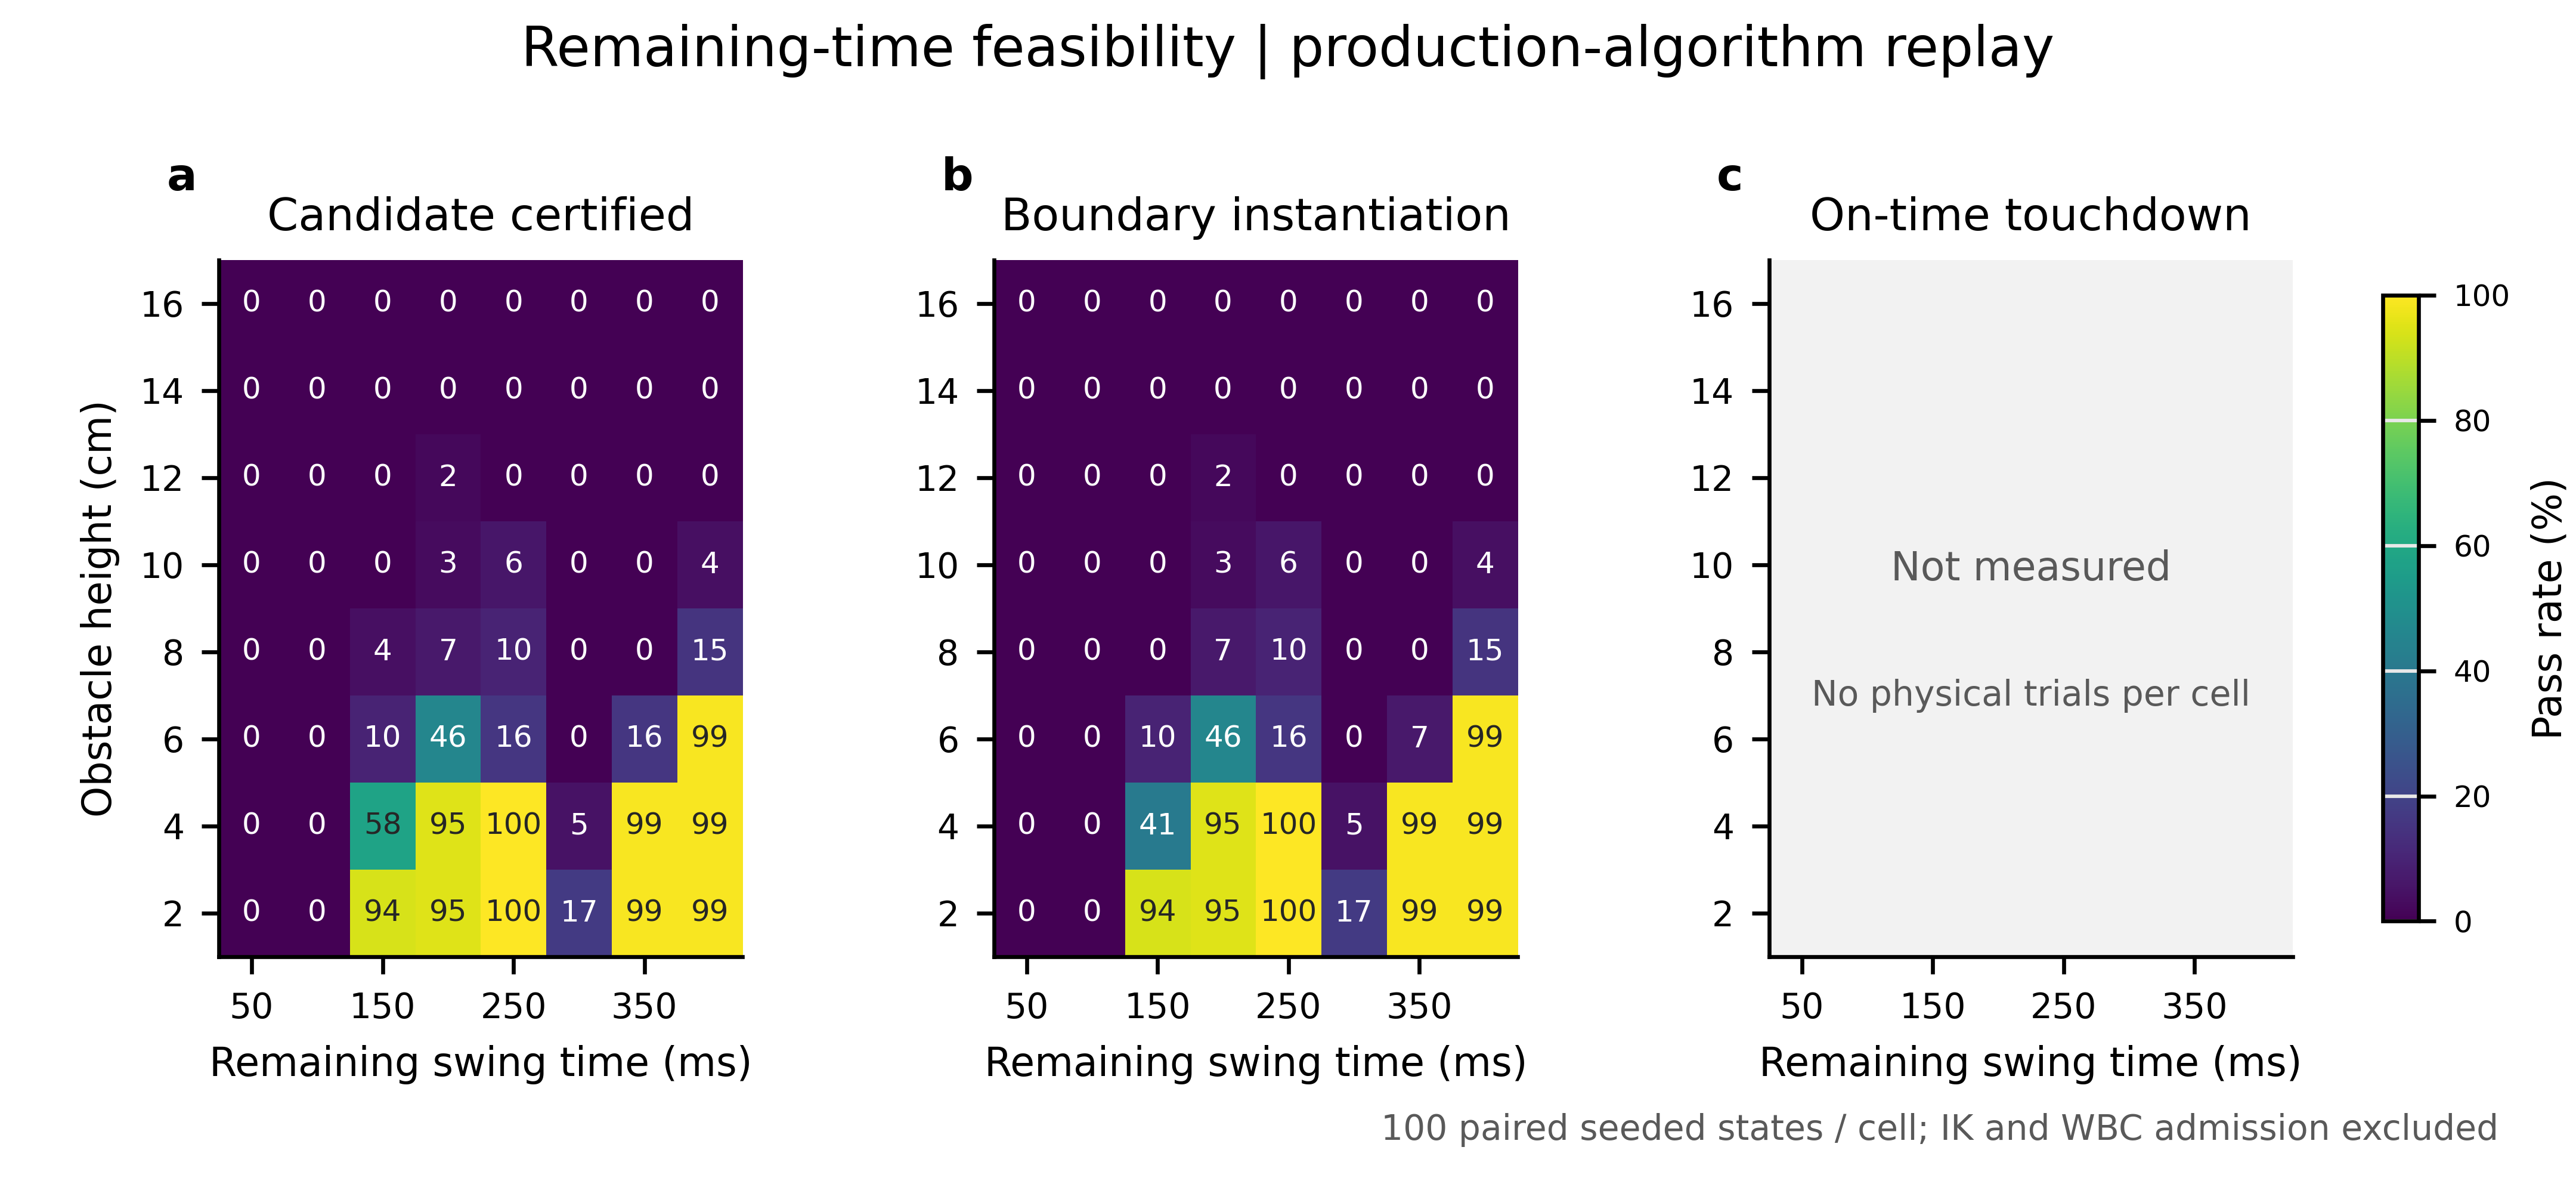 Remaining-time feasibility | production-algorithm replay
a
Candidate certified
Obstacle height (cm)
16 0 0 0 0 0 0 0 0
14 0 0 0 0 0 0 0 0
12 0 0 0 2 0 0 0 0
10 0 0 0 3 6 0 0 4
8 0 0 4 7 10 0 0 15
6 0 0 10 46 16 0 16 99
4 0 0 58 95 100 5 99 99
2 0 0 94 95 100 17 99 99
50 150 250 350
Remaining swing time (ms)
b
Boundary instantiation
16 0 0 0 0 0 0 0 0
14 0 0 0 0 0 0 0 0
12 0 0 0 2 0 0 0 0
10 0 0 0 3 6 0 0 4
8 0 0 0 7 10 0 0 15
6 0 0 10 46 16 0 7 99
4 0 0 41 95 100 5 99 99
2 0 0 94 95 100 17 99 99
50 150 250 350
Remaining swing time (ms)
c
On-time touchdown
16
14
12
10
8
6
4
2
Not measured
No physical trials per cell
50 150 250 350
Remaining swing time (ms)
100
80
60
40
20
0
Pass rate (%)
100 paired seeded states / cell; IK and WBC admission excluded